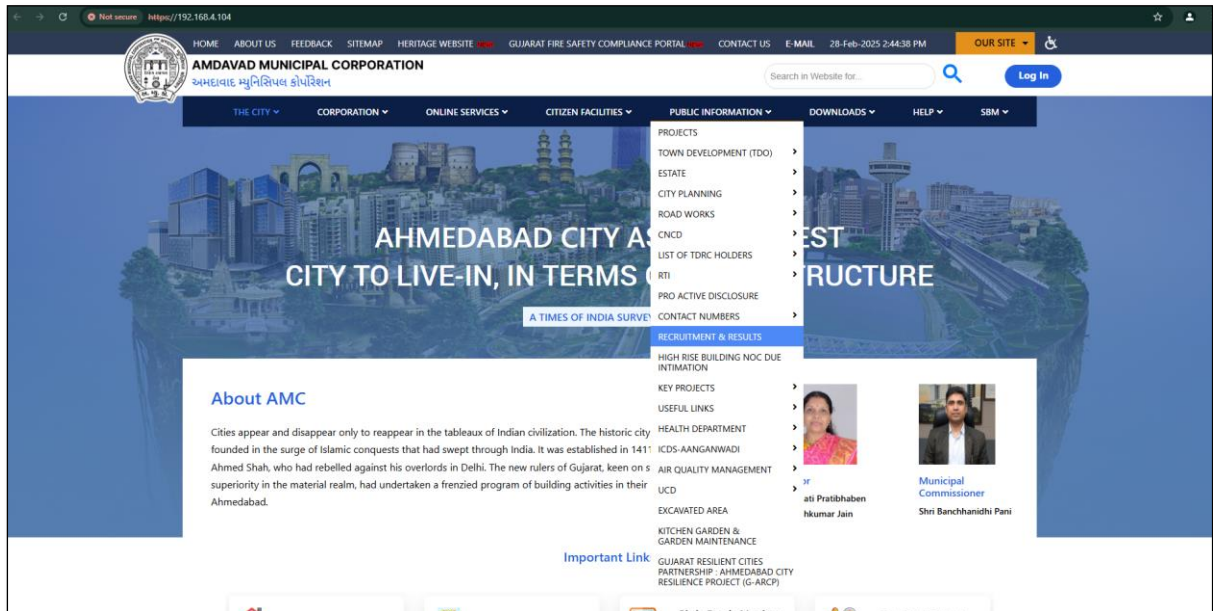 Not secure https://192.168.4.104
HOME ABOUT US FEEDBACK SITEMAP HERITAGE WEBSITE GUJARAT FIRE SAFETY COMPLIANCE PORTAL CONTACT US E-MAIL 28-Feb-2025 2:44:38 PM OUR SITE
AMDAVAD MUNICIPAL CORPORATION
અમદાવાદ મ્યુનિસિપલ કોર્પોરેશન
Search in Website for...
Log In
THE CITY CORPORATION ONLINE SERVICES CITIZEN FACILITIES PUBLIC INFORMATION DOWNLOADS HELP SBM
PROJECTS
TOWN DEVELOPMENT (TDO)
ESTATE
CITY PLANNING
ROAD WORKS
CNCD
LIST OF TDRC HOLDERS
RTI
PRO ACTIVE DISCLOSURE
CONTACT NUMBERS
RECRUITMENT & RESULTS
HIGH RISE BUILDING NOC DUE
INTIMATION
KEY PROJECTS
USEFUL LINKS
HEALTH DEPARTMENT
ICDS-AANGANWADI
AIR QUALITY MANAGEMENT
UCD
EXCAVATED AREA
KITCHEN GARDEN &
GARDEN MAINTENANCE
GUJARAT RESILIENT CITIES
PARTNERSHIP : AHMEDABAD CITY
RESILIENCE PROJECT (G-ARCP)
AHMEDABAD CITY AS EST
CITY TO LIVE-IN, IN TERMS RUCTURE
A TIMES OF INDIA SURVEY
About AMC
Cities appear and disappear only to reappear in the tableaux of Indian civilization. The historic city
founded in the surge of Islamic conquests that had swept through India. It was established in 1411
Ahmed Shah, who had rebelled against his overlords in Delhi. The new rulers of Gujarat, keen on s
superiority in the material realm, had undertaken a frenzied program of building activities in their
Ahmedabad.
or
ati Pratibhaben
hkumar Jain
Municipal
Commissioner
Shri Banchhanidhi Pani
Important Link